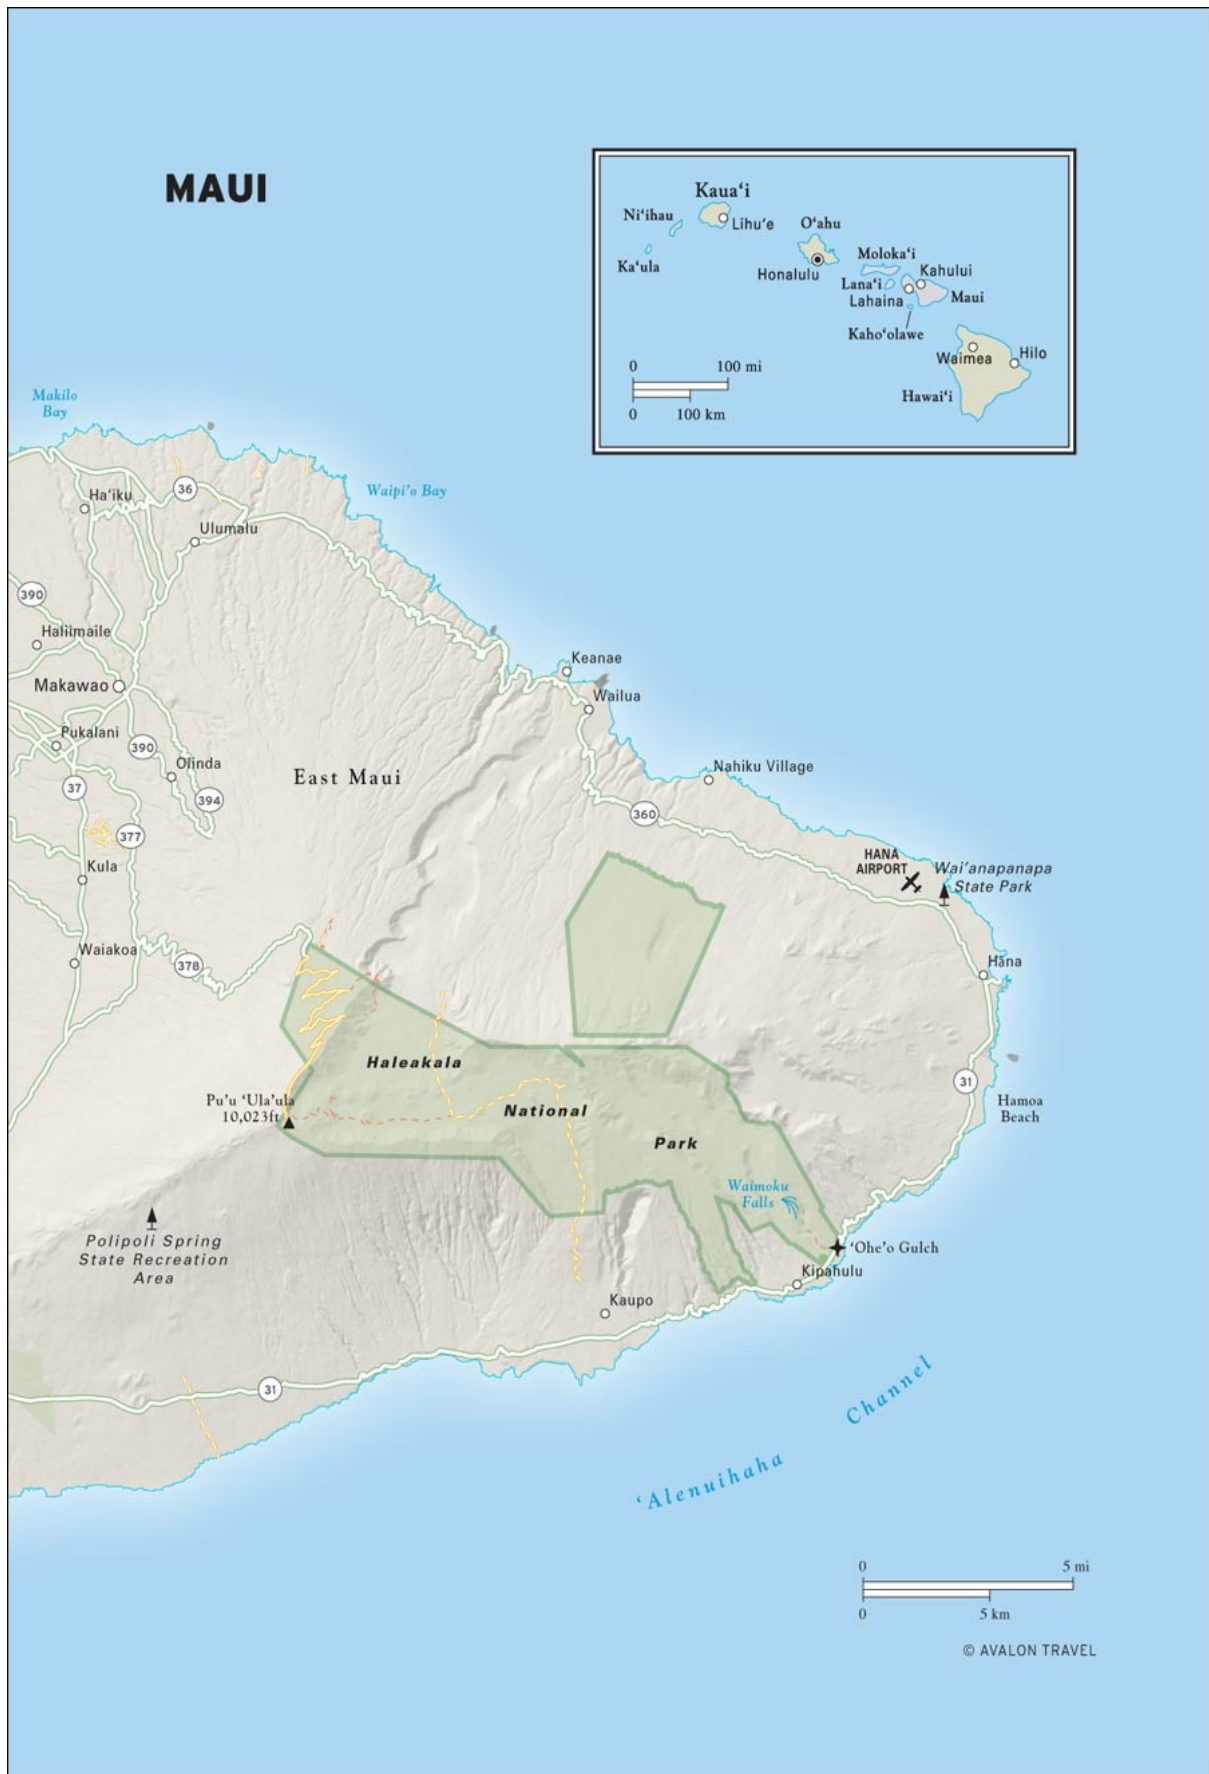 MAUI
Kaua‘i
Ni‘ihau
Lihu‘e
O‘ahu
Ka‘ula
Honalulu
Moloka‘i
Kahului
Lana‘i
Lahaina
Maui
Kaho‘olawe
Waimea
Hilo
Hawai‘i
0
100 mi
0
100 km
Makilo
Bay
Waipi’o Bay
Ha’iku
36
Ulumalu
390
Haliimaile
Makawao
Keanae
Wailua
Pukalani
390
Olinda
East Maui
Nahiku Village
37
394
360
377
Kula
HANA
AIRPORT
Wai’anapanapa
State Park
Waiakoa
378
Hāna
Haleakala
National
Park
31
Hamoa
Beach
Pu’u ‘Ula’ula
10,023ft
Waimoku
Falls
Polipoli Spring
State Recreation
Area
‘Ohe’o Gulch
Kipahulu
Kaupo
31
‘Alenuihaha
Channel
0
5 mi
0
5 km
© AVALON TRAVEL